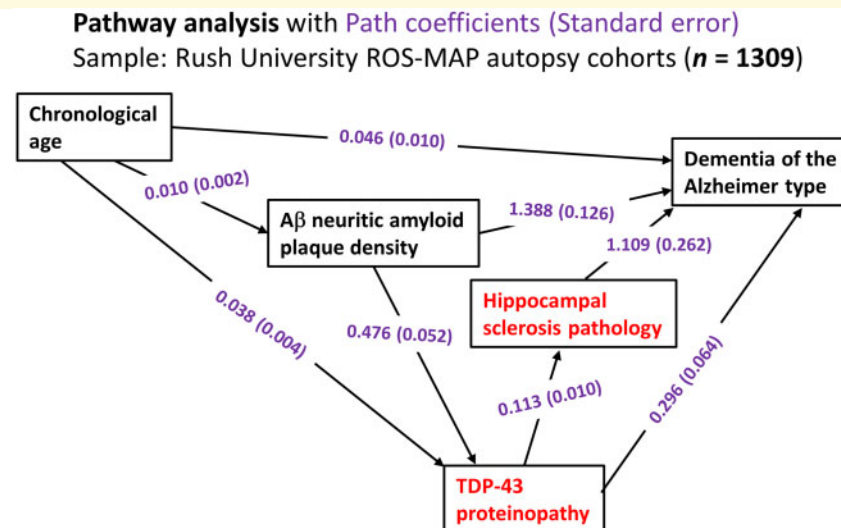 Pathway analysis with Path coefficients (Standard error)
Sample: Rush University ROS-MAP autopsy cohorts (n = 1309)
Chronological
age
0.046 (0.010)
Dementia of the
Alzheimer type
0.010 (0.002)
Aβ neuritic amyloid
plaque density
1.388 (0.126)
1.109 (0.262)
Hippocampal
sclerosis pathology
0.038 (0.004)
0.476 (0.052)
0.113 (0.010)
0.296 (0.064)
TDP-43
proteinopathy